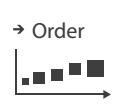 → Order